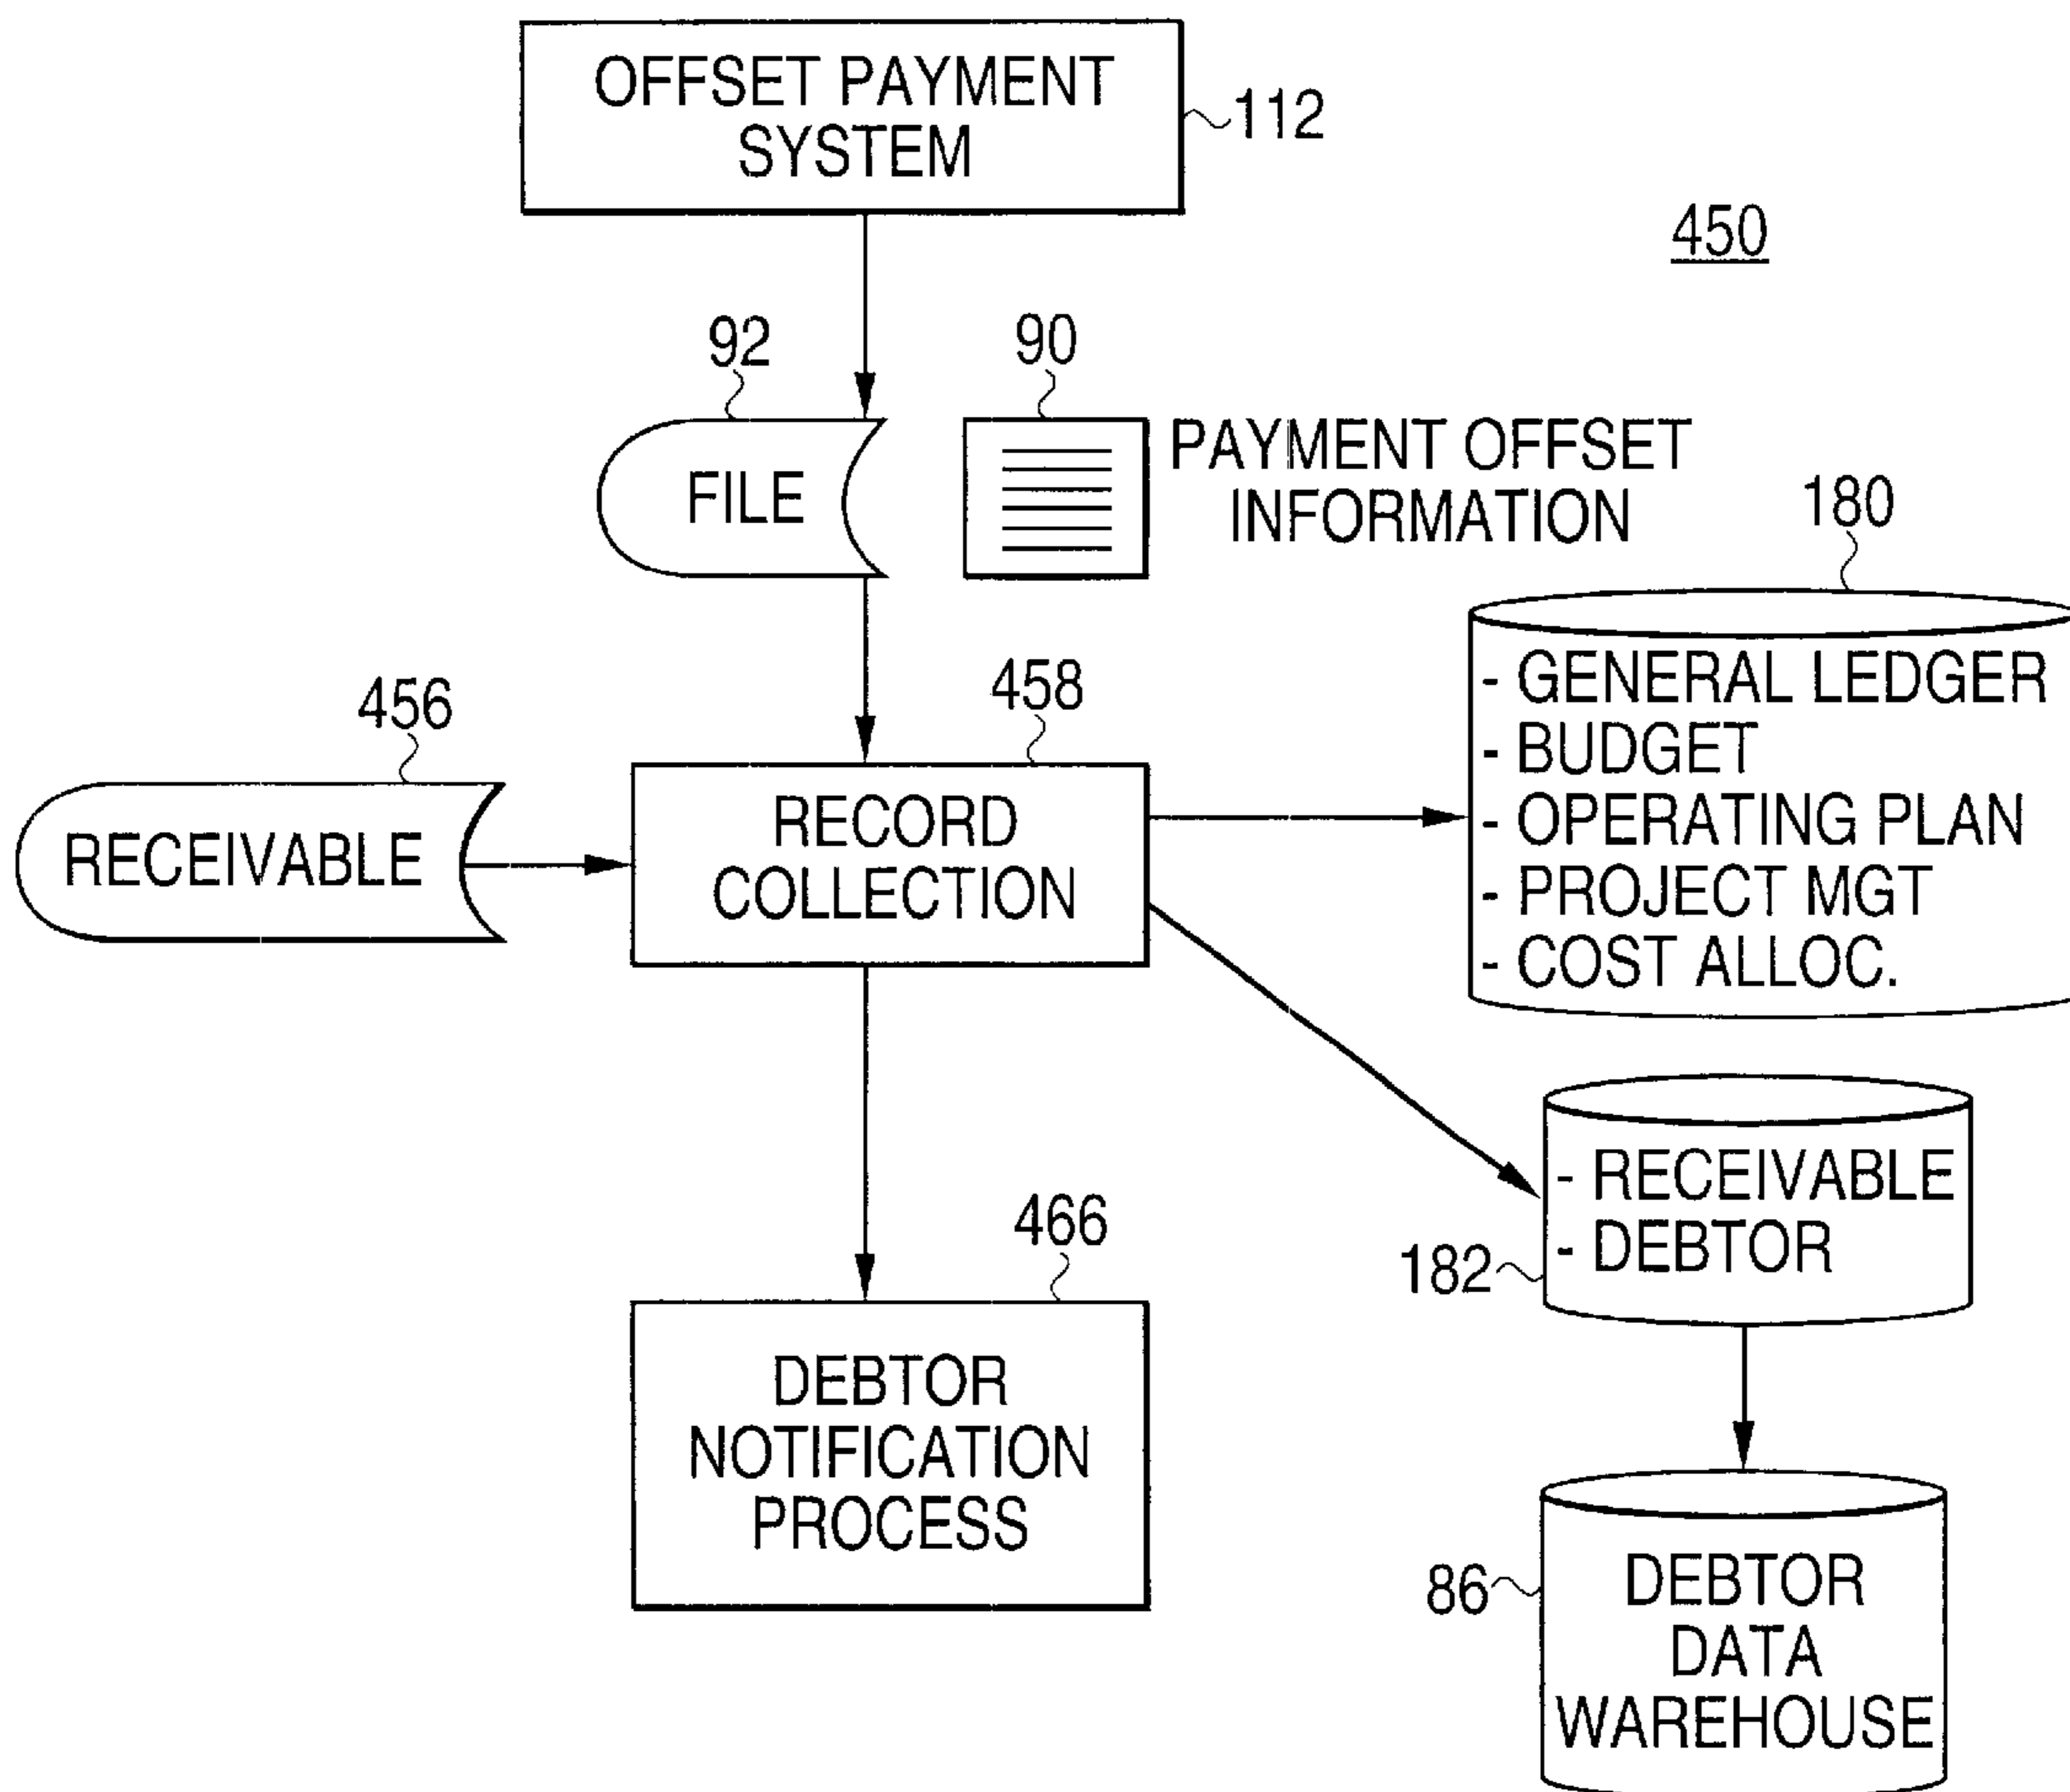 OFFSET PAYMENT
SYSTEM
112
450
92
90
FILE
PAYMENT OFFSET
INFORMATION
180
456
458
RECEIVABLE
RECORD
COLLECTION
- GENERAL LEDGER
- BUDGET
- OPERATING PLAN
- PROJECT MGT
- COST ALLOC.
466
- RECEIVABLE
- DEBTOR
182
DEBTOR
NOTIFICATION
PROCESS
86
DEBTOR
DATA
WAREHOUSE